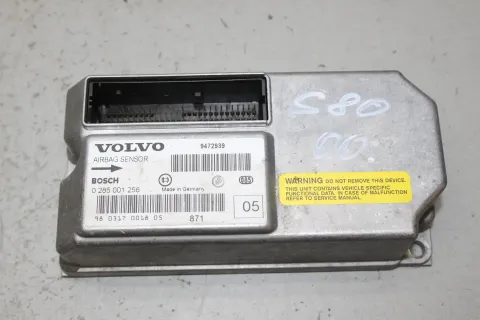 VOLVO
9472939
AIRBAG SENSOR
BOSCH
Made in Germany
0 285 001 256
98 0317 0018 05
871
05
S80
00
WARNING DO NOT REMOVE THIS DEVICE.
THIS UNIT CONTAINS VEHICLE SPECIFIC
FUNCTIONAL DATA. IN CASE OF MALFUNCTION
REFER TO SERVICE MANUAL.